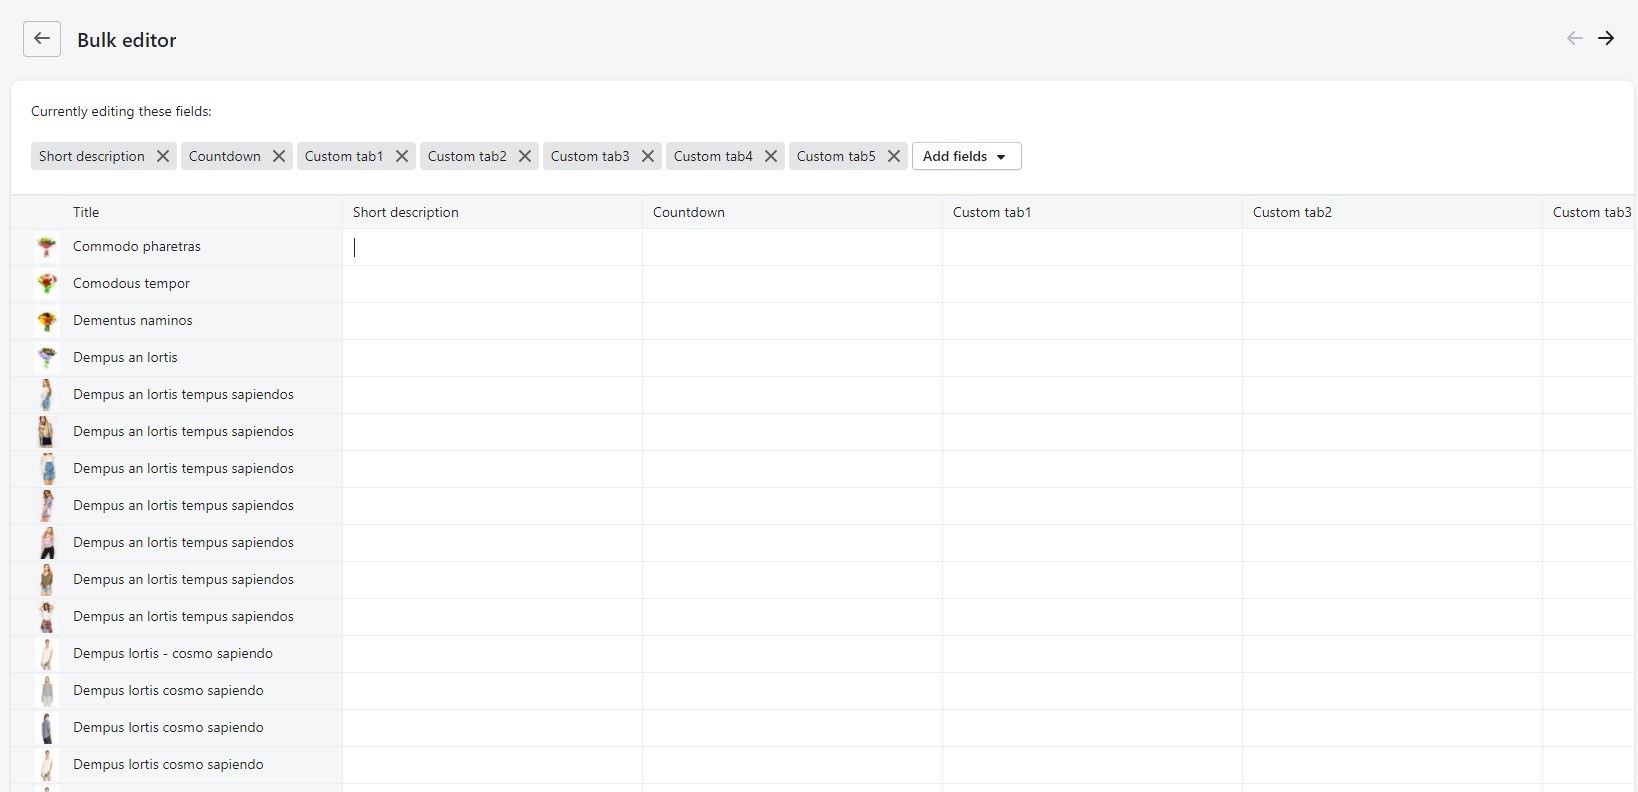 Bulk editor
Currently editing these fields:
Short description Countdown Custom tab1 Custom tab2 Custom tab3 Custom tab4 Custom tab5 Add fields
Title Short description Countdown Custom tab1 Custom tab2 Custom tab3
Commodo pharetras
Comodous tempor
Dementus naminos
Dempus an lortis
Dempus an lortis tempus sapiendos
Dempus an lortis tempus sapiendos
Dempus an lortis tempus sapiendos
Dempus an lortis tempus sapiendos
Dempus an lortis tempus sapiendos
Dempus an lortis tempus sapiendos
Dempus an lortis tempus sapiendos
Dempus lortis - cosmo sapiendo
Dempus lortis cosmo sapiendo
Dempus lortis cosmo sapiendo
Dempus lortis cosmo sapiendo